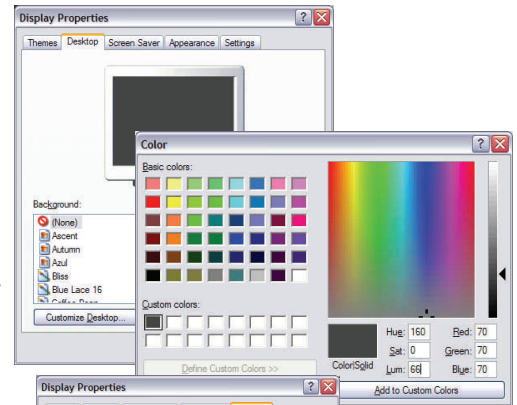 Display Properties
Themes Desktop Screen Saver Appearance Settings
Color
Basic colors:
Background:
(None)
Ascent
Autumn
Azul
Bliss
Blue Lace 16
Coffee Bean
Customize Desktop...
Custom colors:
Define Custom Colors >>
Color|Solid
Hue: 160 Red: 70
Sat: 0 Green: 70
Lum: 66 Blue: 70
Add to Custom Colors
Display Properties